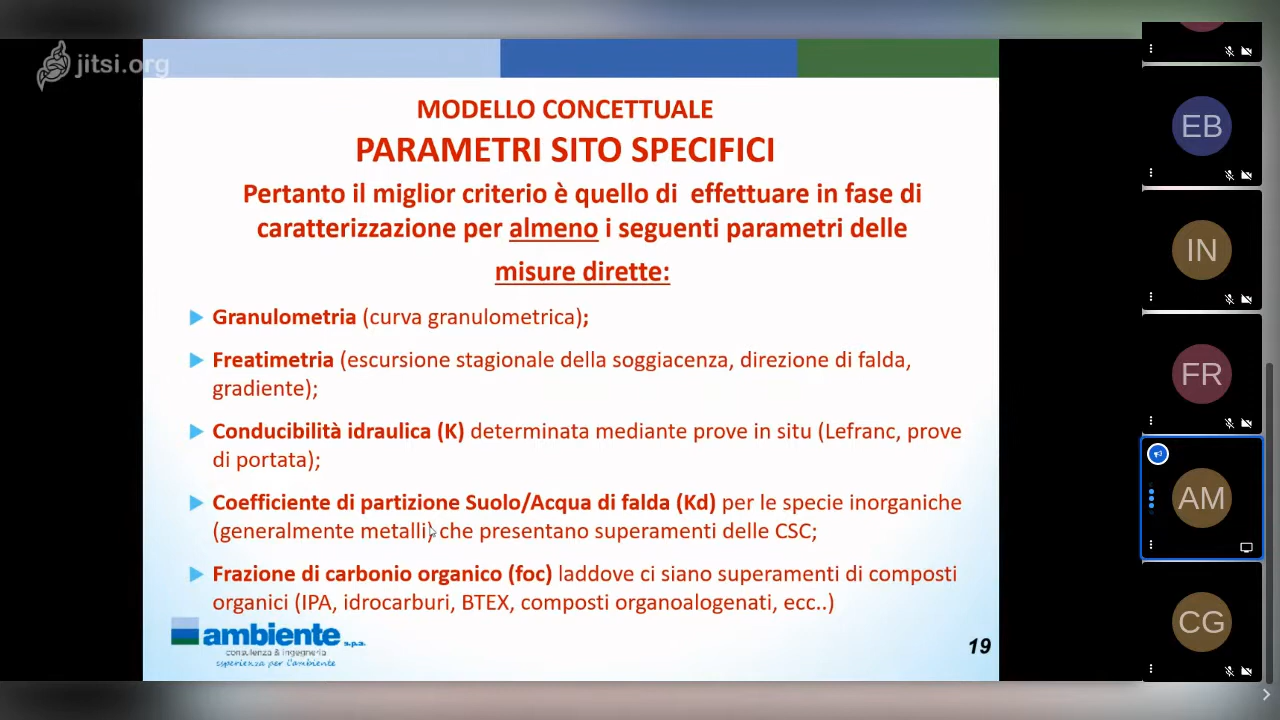 jitsi.org
MODELLO CONCETTUALE
PARAMETRI SITO SPECIFICI
Pertanto il miglior criterio è quello di effettuare in fase di
caratterizzazione per almeno i seguenti parametri delle
misure dirette:
Granulometria (curva granulometrica);
Freatimetria (escursione stagionale della soggiacenza, direzione di falda,
gradiente);
Conducibilità idraulica (K) determinata mediante prove in situ (Lefranc, prove
di portata);
Coefficiente di partizione Suolo/Acqua di falda (Kd) per le specie inorganiche
(generalmente metalli) che presentano superamenti delle CSC;
Frazione di carbonio organico (foc) laddove ci siano superamenti di composti
organici (IPA, idrocarburi, BTEX, composti organoalogenati, ecc..)
ambiente s.p.a.
consulenza & ingegneria
esperienza per l'ambiente
19
EB
IN
FR
AM
CG